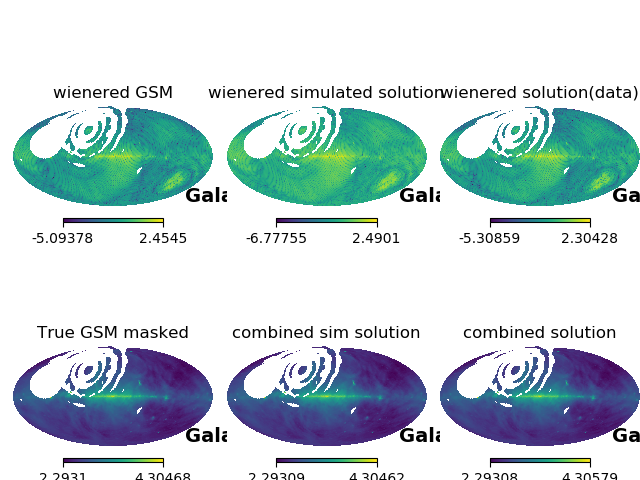 wienered GSM wienered simulated solution wienered solution(data)
Gala Gala Ga
-5.09378 2.4545 -6.77755 2.4901 -5.30859 2.30428
True GSM masked combined sim solution combined solution
Gala Gala Ga
2.2931 4.30468 2.29309 4.30462 2.29308 4.30579